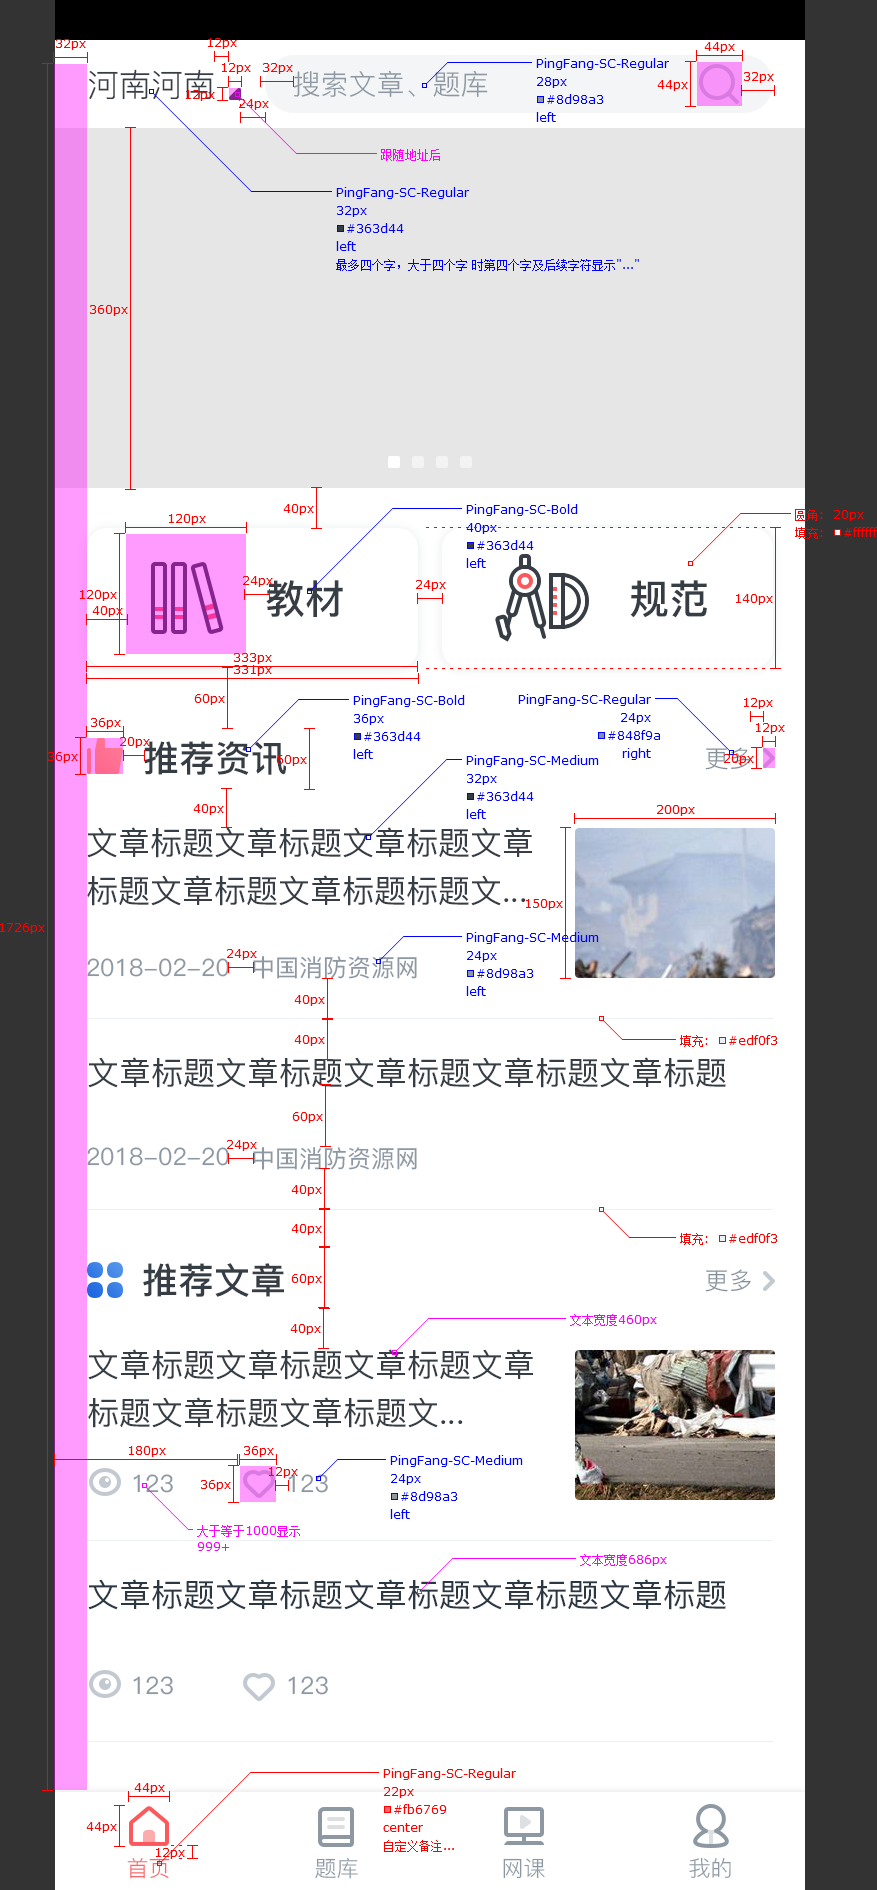 32px
12px
44px
河南河南
12px
12px
32px
24px
搜索文章、题库
PingFang-SC-Regular
28px
#8d98a3
left
44px
32px
跟随地址后
PingFang-SC-Regular
32px
#363d44
left
最多四个字，大于四个字 时第四个字及后续字符显示"..."
360px
40px
PingFang-SC-Bold
40px
#363d44
left
圆角： 20px
填充： #ffffff
120px
120px
40px
24px
教材
24px
规范
140px
333px
331px
60px
PingFang-SC-Bold
36px
#363d44
left
PingFang-SC-Regular
24px
#848f9a
right
12px
12px
36px
36px
20px
推荐资讯
60px
更多
20px
PingFang-SC-Medium
32px
#363d44
left
40px
200px
文章标题文章标题文章标题文章
标题文章标题文章标题标题文...
150px
1726px
PingFang-SC-Medium
24px
#8d98a3
left
2018-02-20
24px
中国消防资源网
40px
40px
填充： #edf0f3
文章标题文章标题文章标题文章标题文章标题
60px
2018-02-20
24px
中国消防资源网
40px
40px
填充： #edf0f3
推荐文章
60px
更多
40px
文本宽度460px
文章标题文章标题文章标题文章
标题文章标题文章标题文...
180px
36px
36px
12px
123
123
PingFang-SC-Medium
24px
#8d98a3
left
大于等于1000显示
999+
文本宽度686px
文章标题文章标题文章标题文章标题文章标题
123
123
PingFang-SC-Regular
22px
#fb6769
center
自定义备注...
44px
44px
12px
首页
题库
网课
我的